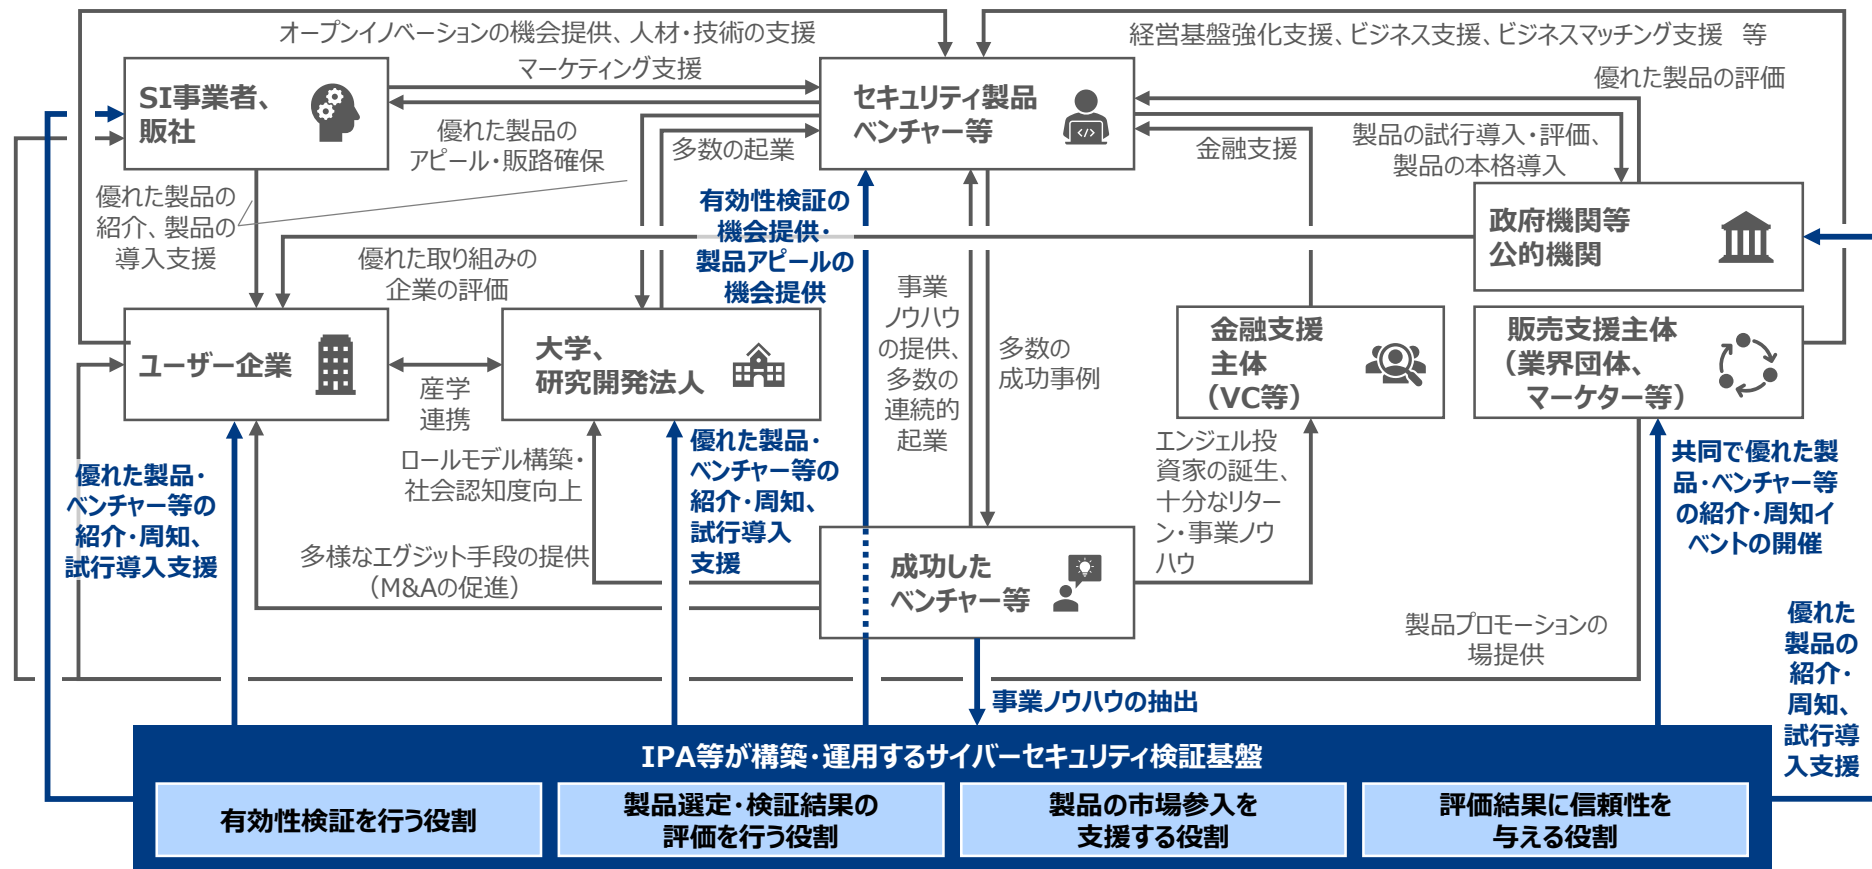 オープンイノベーションの機会提供、人材・技術の支援
経営基盤強化支援、ビジネス支援、ビジネスマッチング支援 等
マーケティング支援
優れた製品の評価
SI事業者、
販社
セキュリティ製品
ベンチャー等
優れた製品の
アピール・販路確保
多数の起業
金融支援
製品の試行導入・評価、
製品の本格導入
優れた製品の
紹介、製品の
導入支援
有効性検証の
機会提供・
製品アピールの
機会提供
政府機関等
公的機関
優れた取り組みの
企業の評価
事業
ノウハウ
の提供、
多数の
連続的
起業
多数の
成功事例
ユーザー企業
産学
連携
大学、
研究開発法人
金融支援
主体
（VC等）
販売支援主体
（業界団体、
マーケター等）
優れた製品・
ベンチャー等の
紹介・周知、
試行導入支援
ロールモデル構築・
社会認知度向上
優れた製品・
ベンチャー等の
紹介・周知、
試行導入
支援
エンジェル投
資家の誕生、
十分なリター
ン・事業ノウ
ハウ
共同で優れた製
品・ベンチャー等
の紹介・周知イ
ベントの開催
多様なエグジット手段の提供
（M&Aの促進）
成功した
ベンチャー等
製品プロモーションの
場提供
優れた
製品の
紹介・
周知、
試行導
入支援
事業ノウハウの抽出
IPA等が構築・運用するサイバーセキュリティ検証基盤
有効性検証を行う役割
製品選定・検証結果の
評価を行う役割
製品の市場参入を
支援する役割
評価結果に信頼性を
与える役割